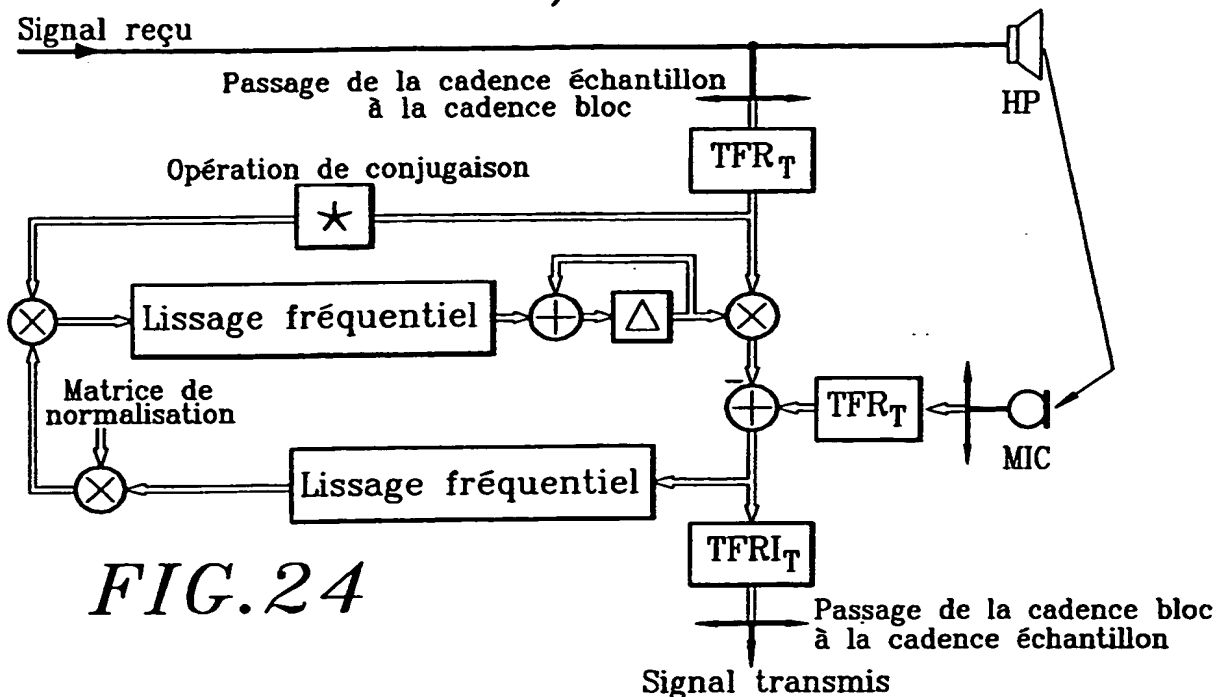 Signal reçu
Passage de la cadence échantillon
à la cadence bloc
HP
TFR_T
Opération de conjugaison
*
×
Lissage fréquentiel
+
Δ
×
Matrice de
normalisation
−
+
TFR_T
MIC
×
Lissage fréquentiel
TFRI_T
FIG.24
Passage de la cadence bloc
à la cadence échantillon
Signal transmis